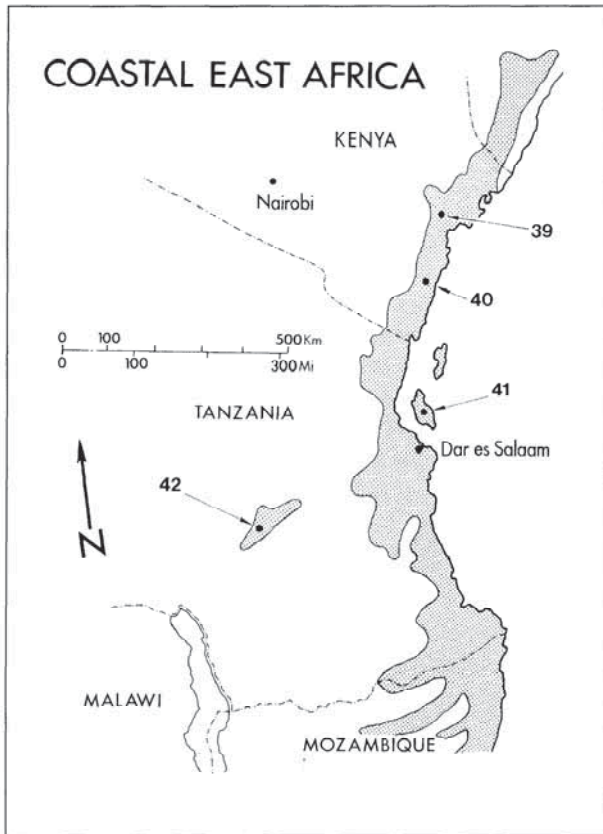 COASTAL EAST AFRICA
KENYA
Nairobi
39
40
0 100 500 Km
0 100 300 Mi
TANZANIA
41
Dar es Salaam
42
N
MALAWI
MOZAMBIQUE